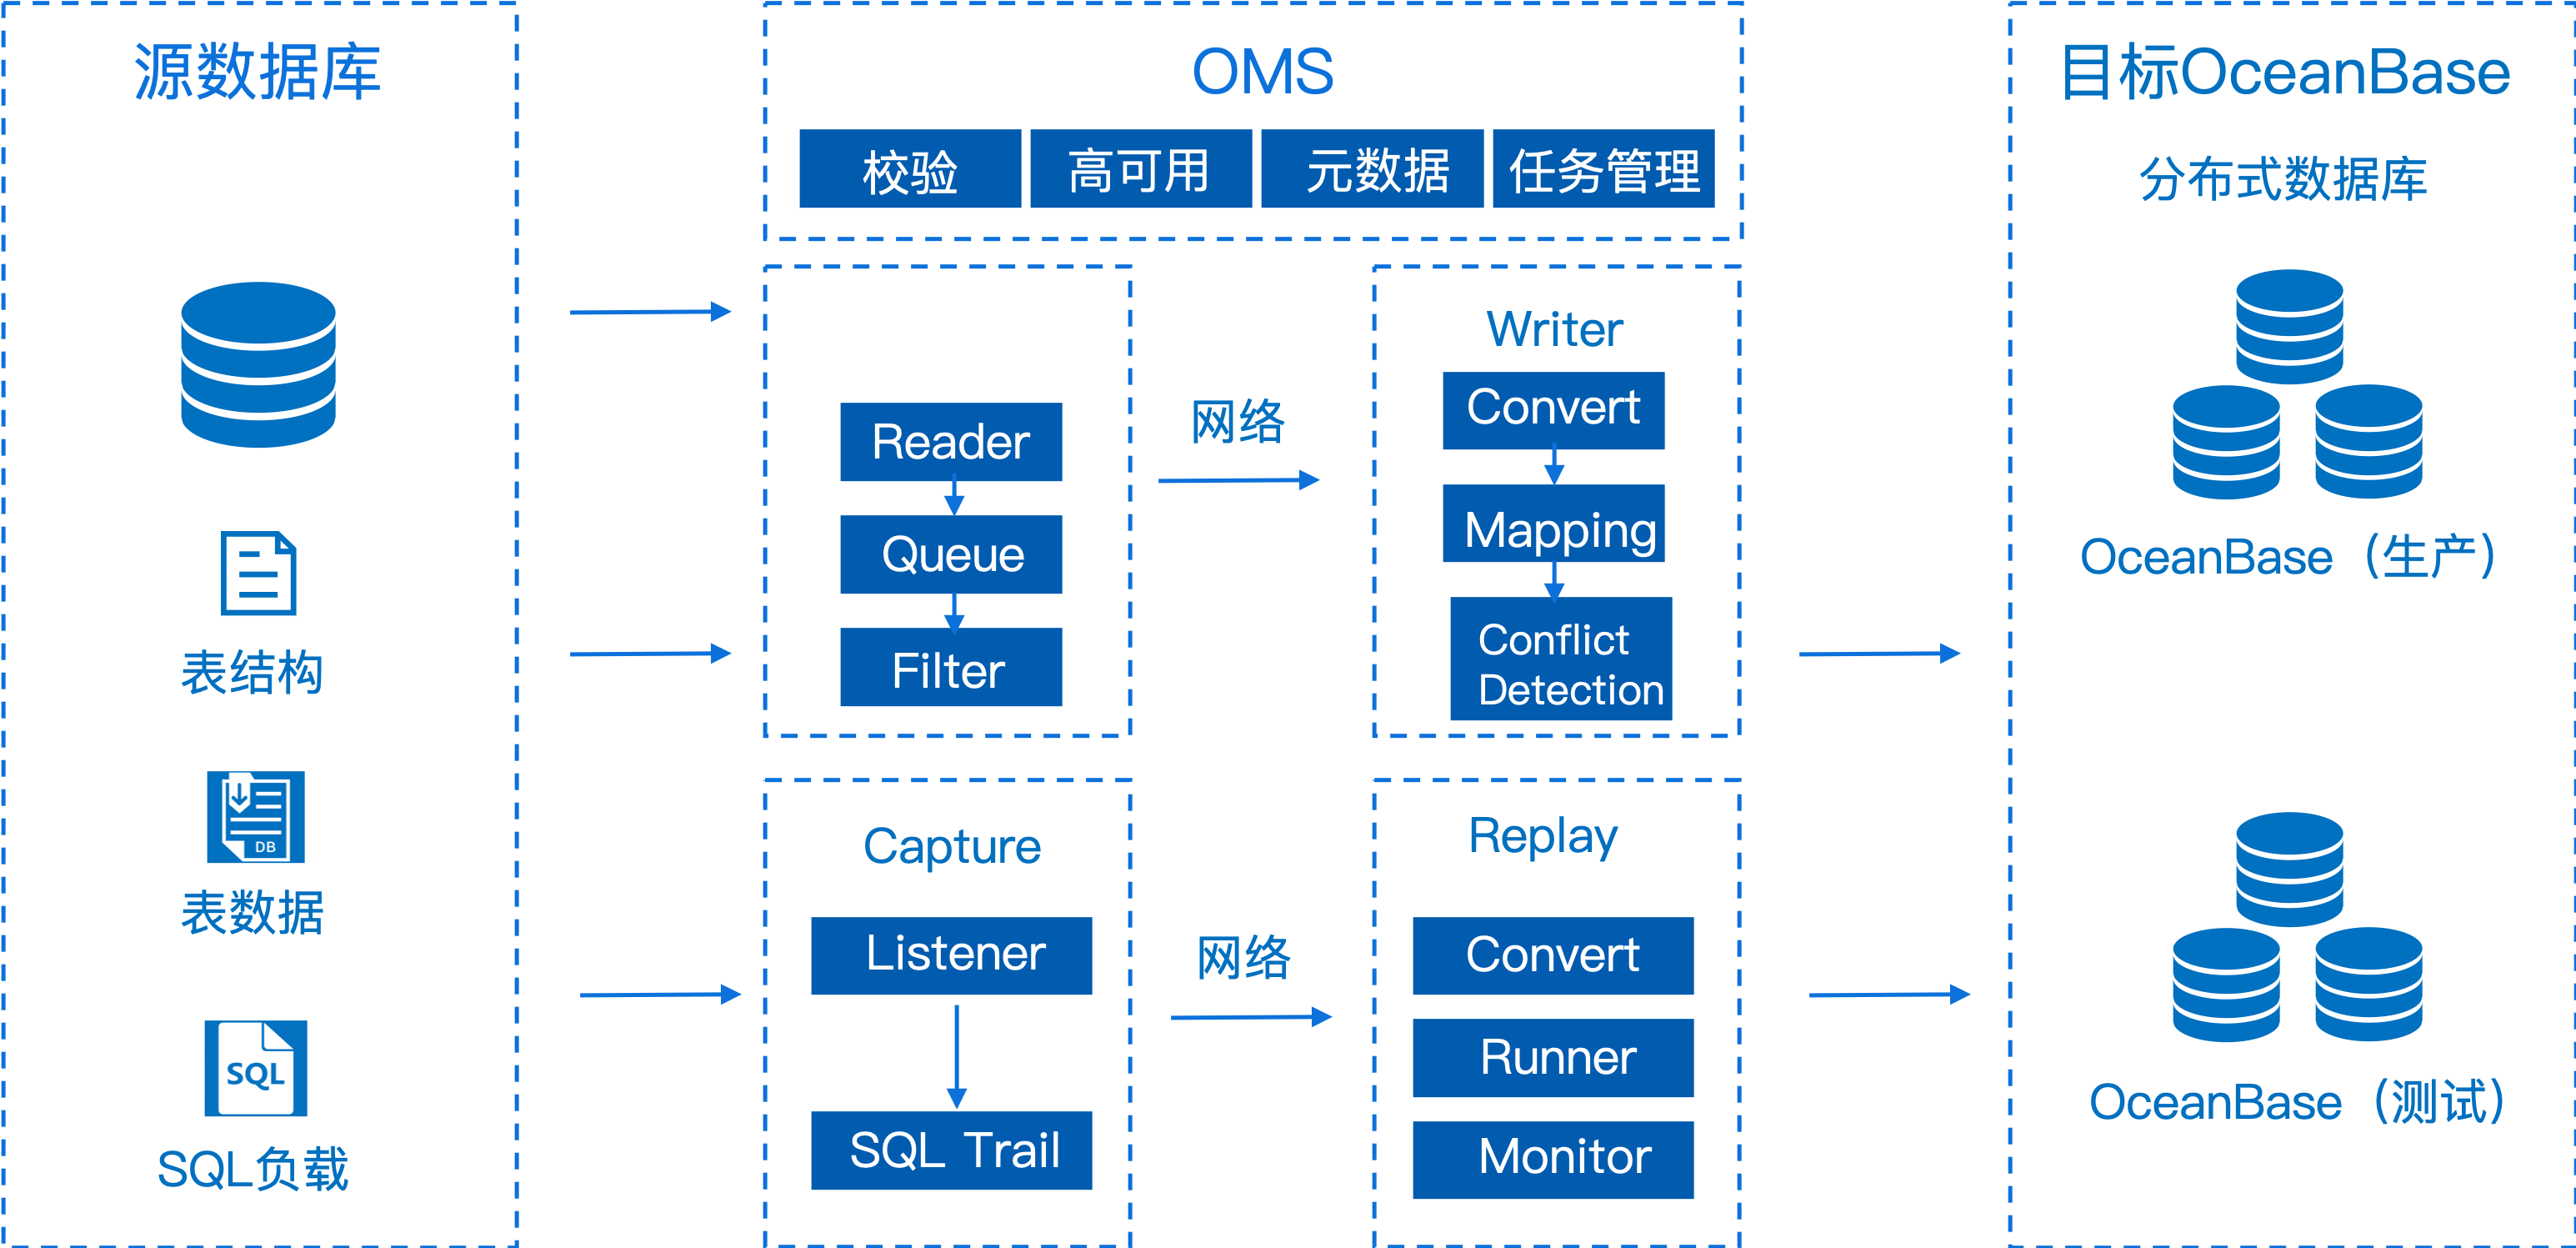 源数据库
表结构
DB
表数据
SQL
SQL负载
OMS
校验
高可用
元数据
任务管理
Reader
Queue
Filter
网络
Writer
Convert
Mapping
Conflict
Detection
Capture
Listener
SQL Trail
网络
Replay
Convert
Runner
Monitor
目标OceanBase
分布式数据库
OceanBase（生产）
OceanBase（测试）